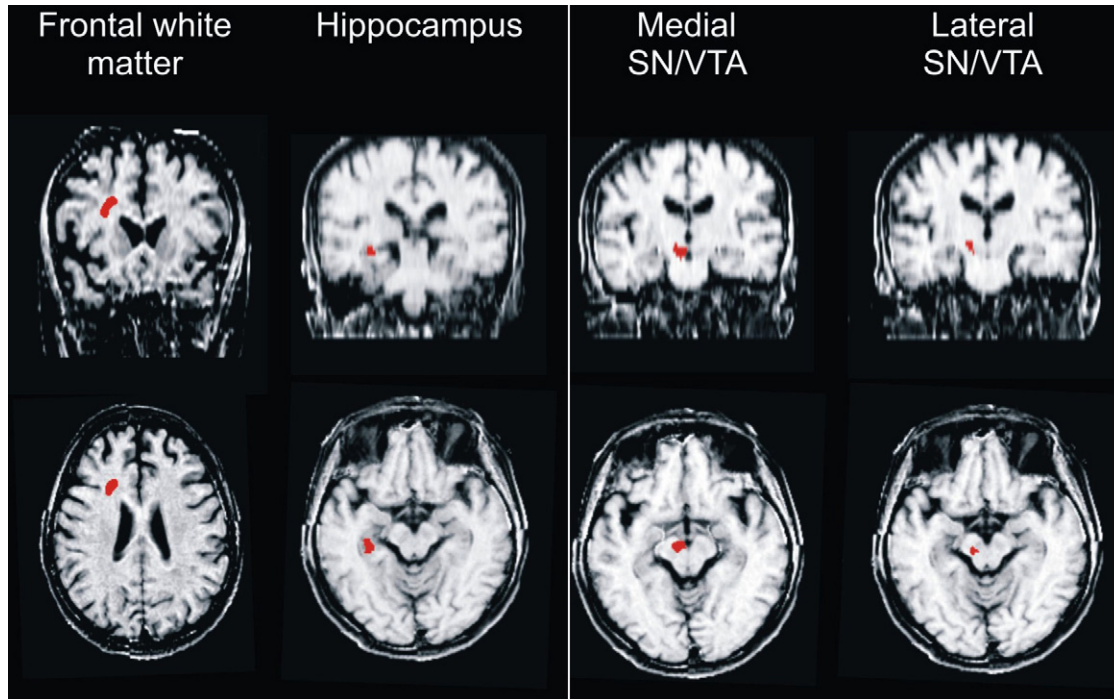 Frontal white
matter
Hippocampus
Medial
SN/VTA
Lateral
SN/VTA